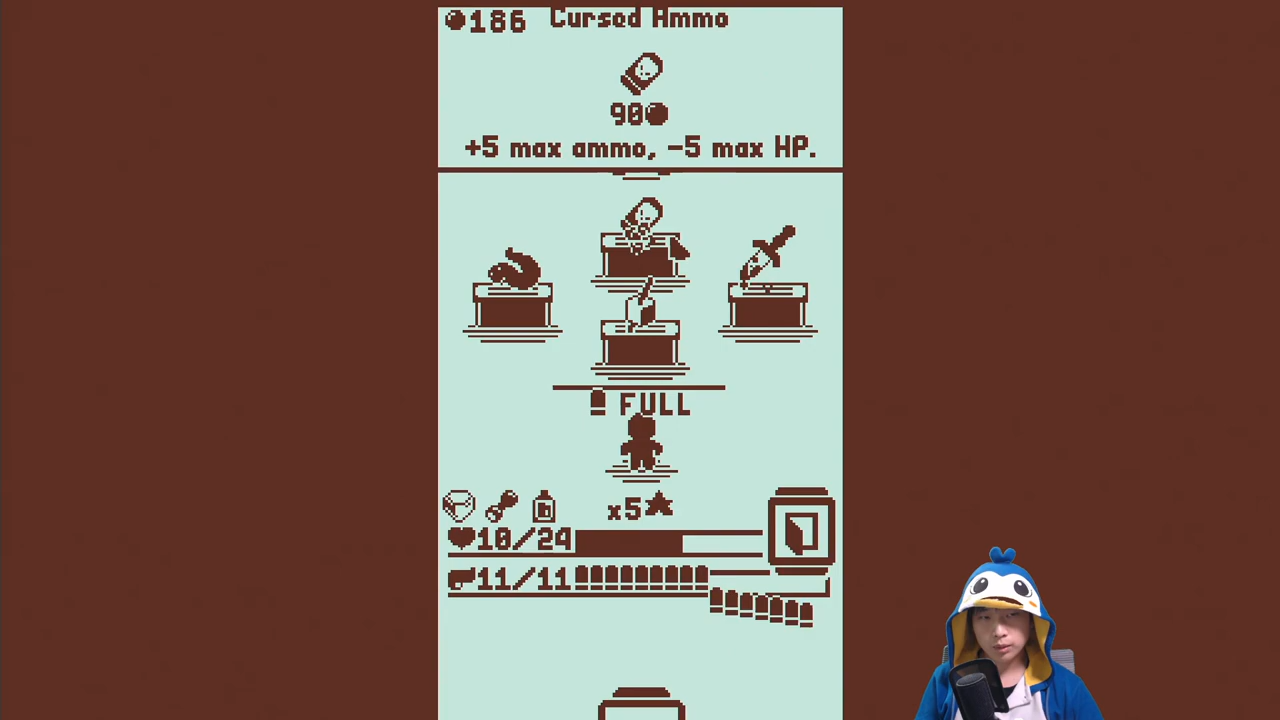 186 Cursed Ammo
90
+5 max ammo, -5 max HP.
FULL
x5
10/24
11/11